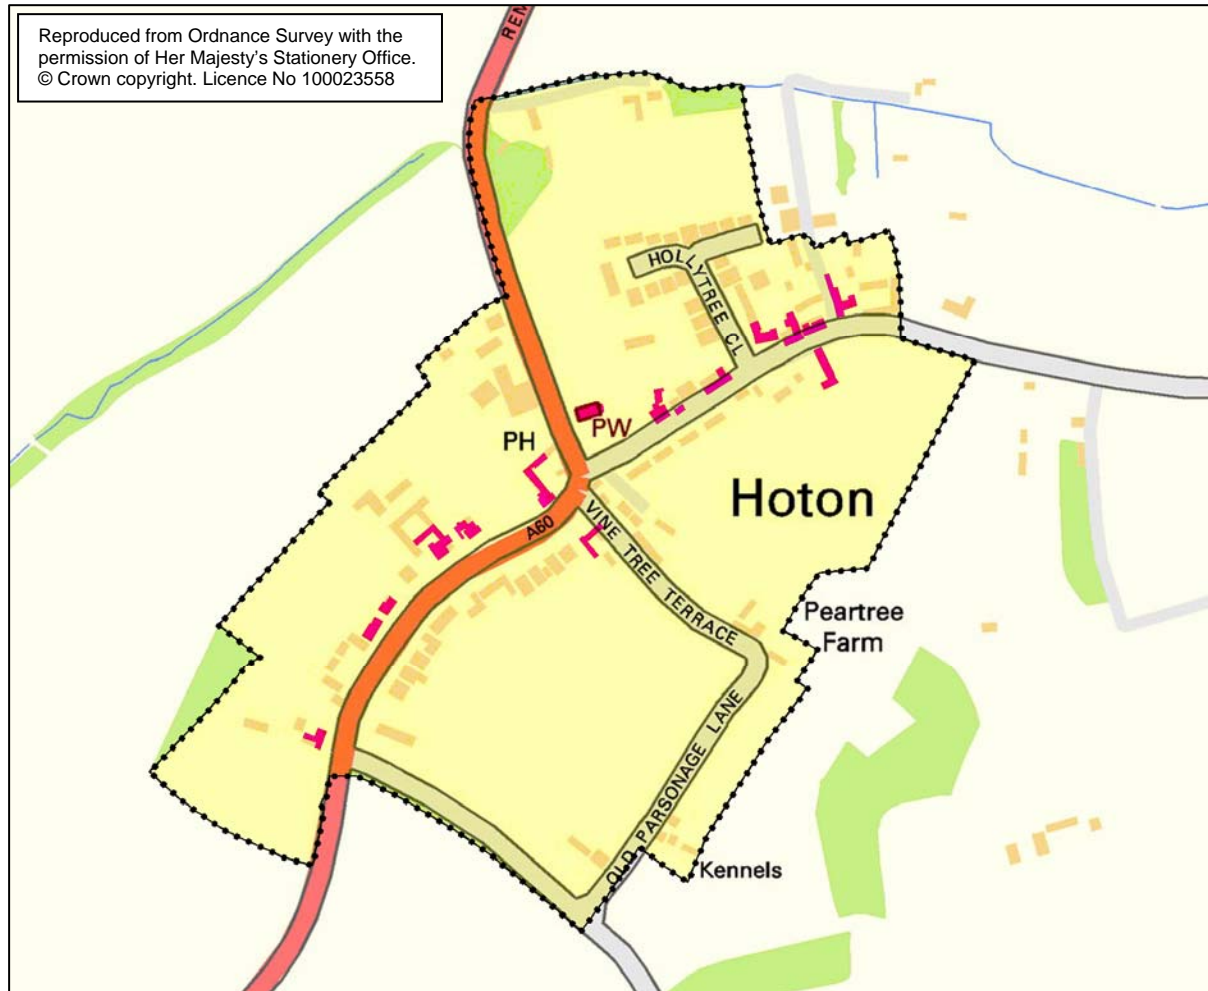 Reproduced from Ordnance Survey with the
permission of Her Majesty's Stationery Office.
© Crown copyright. Licence No 100023558
REM
HOLLYTREE CL
PW
PH
Hoton
A60
VINE TREE TERRACE
Peartree
Farm
OLD PARSONAGE LANE
Kennels